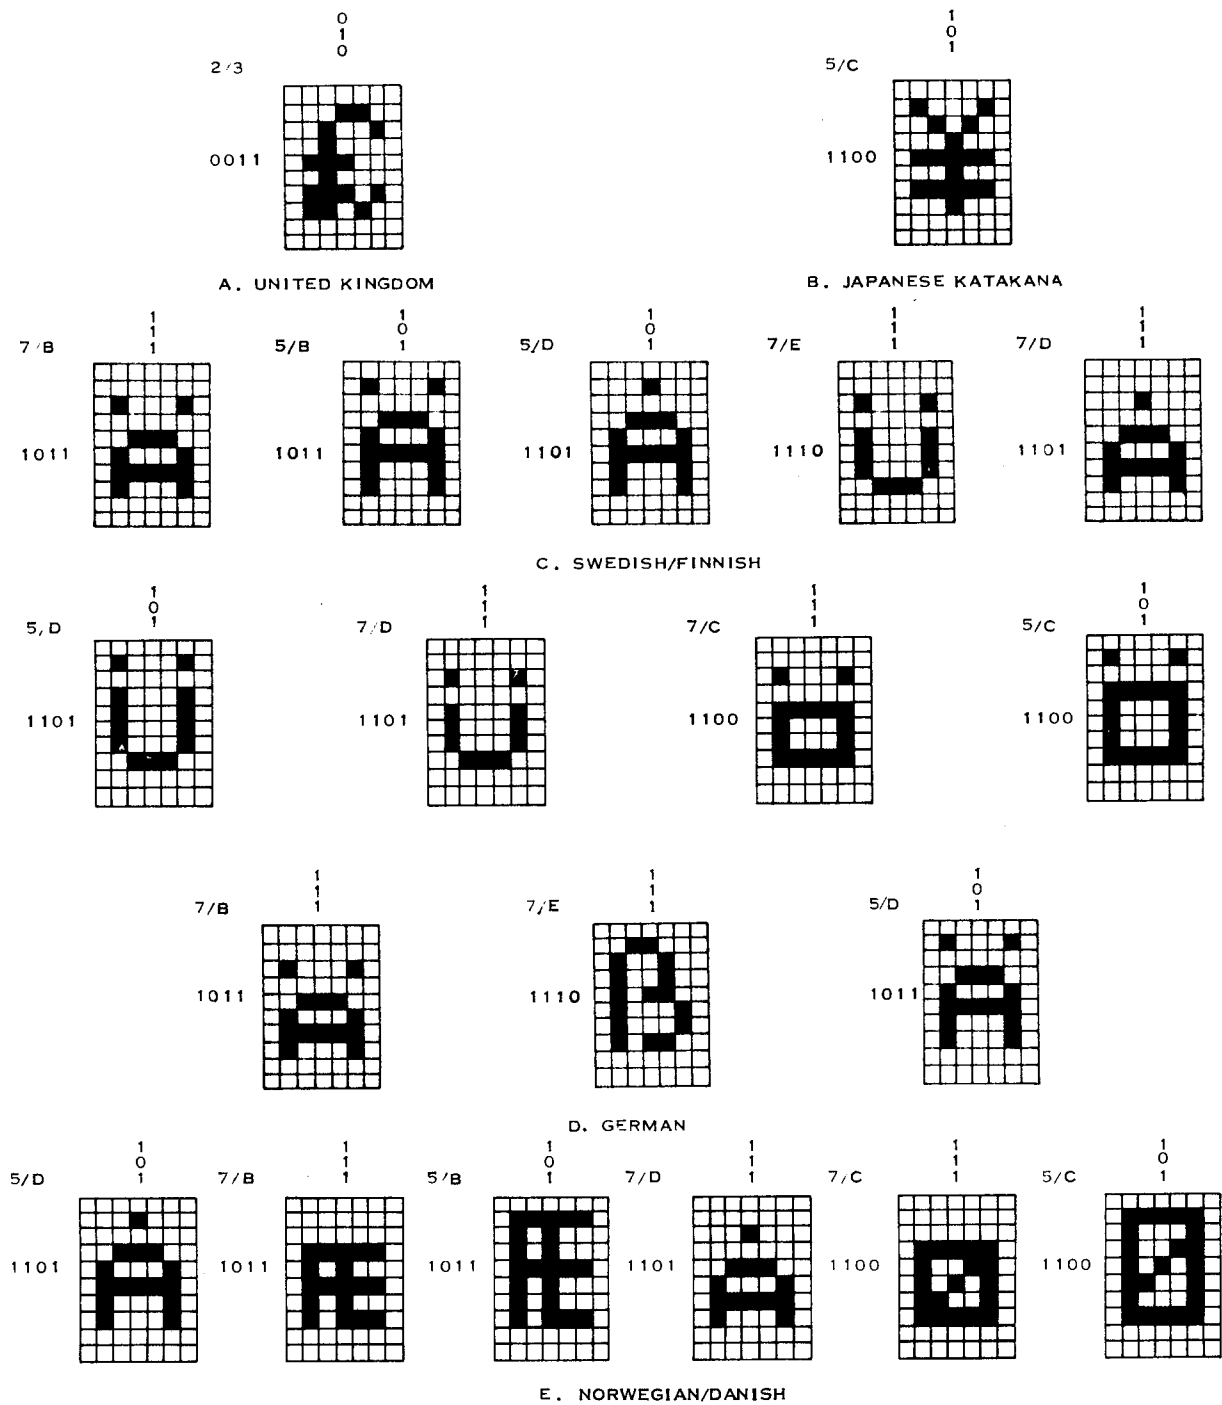 0 1 0
2/3
0011
£
A. UNITED KINGDOM
1 0 1
5/C
1100
¥
B. JAPANESE KATAKANA
1 1 1
7/B
1011
Ä
1 0 1
5/B
1011
Ä
1 0 1
5/D
1101
Å
1 1 1
7/E
1110
Ü
1 1 1
7/D
1101
Å
C. SWEDISH/FINNISH
1 0 1
5/D
1101
Ü
1 1 1
7/D
1101
Ü
1 1 1
7/C
1100
Ö
1 0 1
5/C
1100
Ö
1 1 1
7/B
1011
Ä
1 1 1
7/E
1110
ß
1 0 1
5/D
1011
Ä
D. GERMAN
1 0 1
5/D
1101
Å
1 1 1
7/B
1011
Æ
1 0 1
5/B
1011
Æ
1 1 1
7/D
1101
Å
1 1 1
7/C
1100
Ø
1 0 1
5/C
1100
Ø
E. NORWEGIAN/DANISH